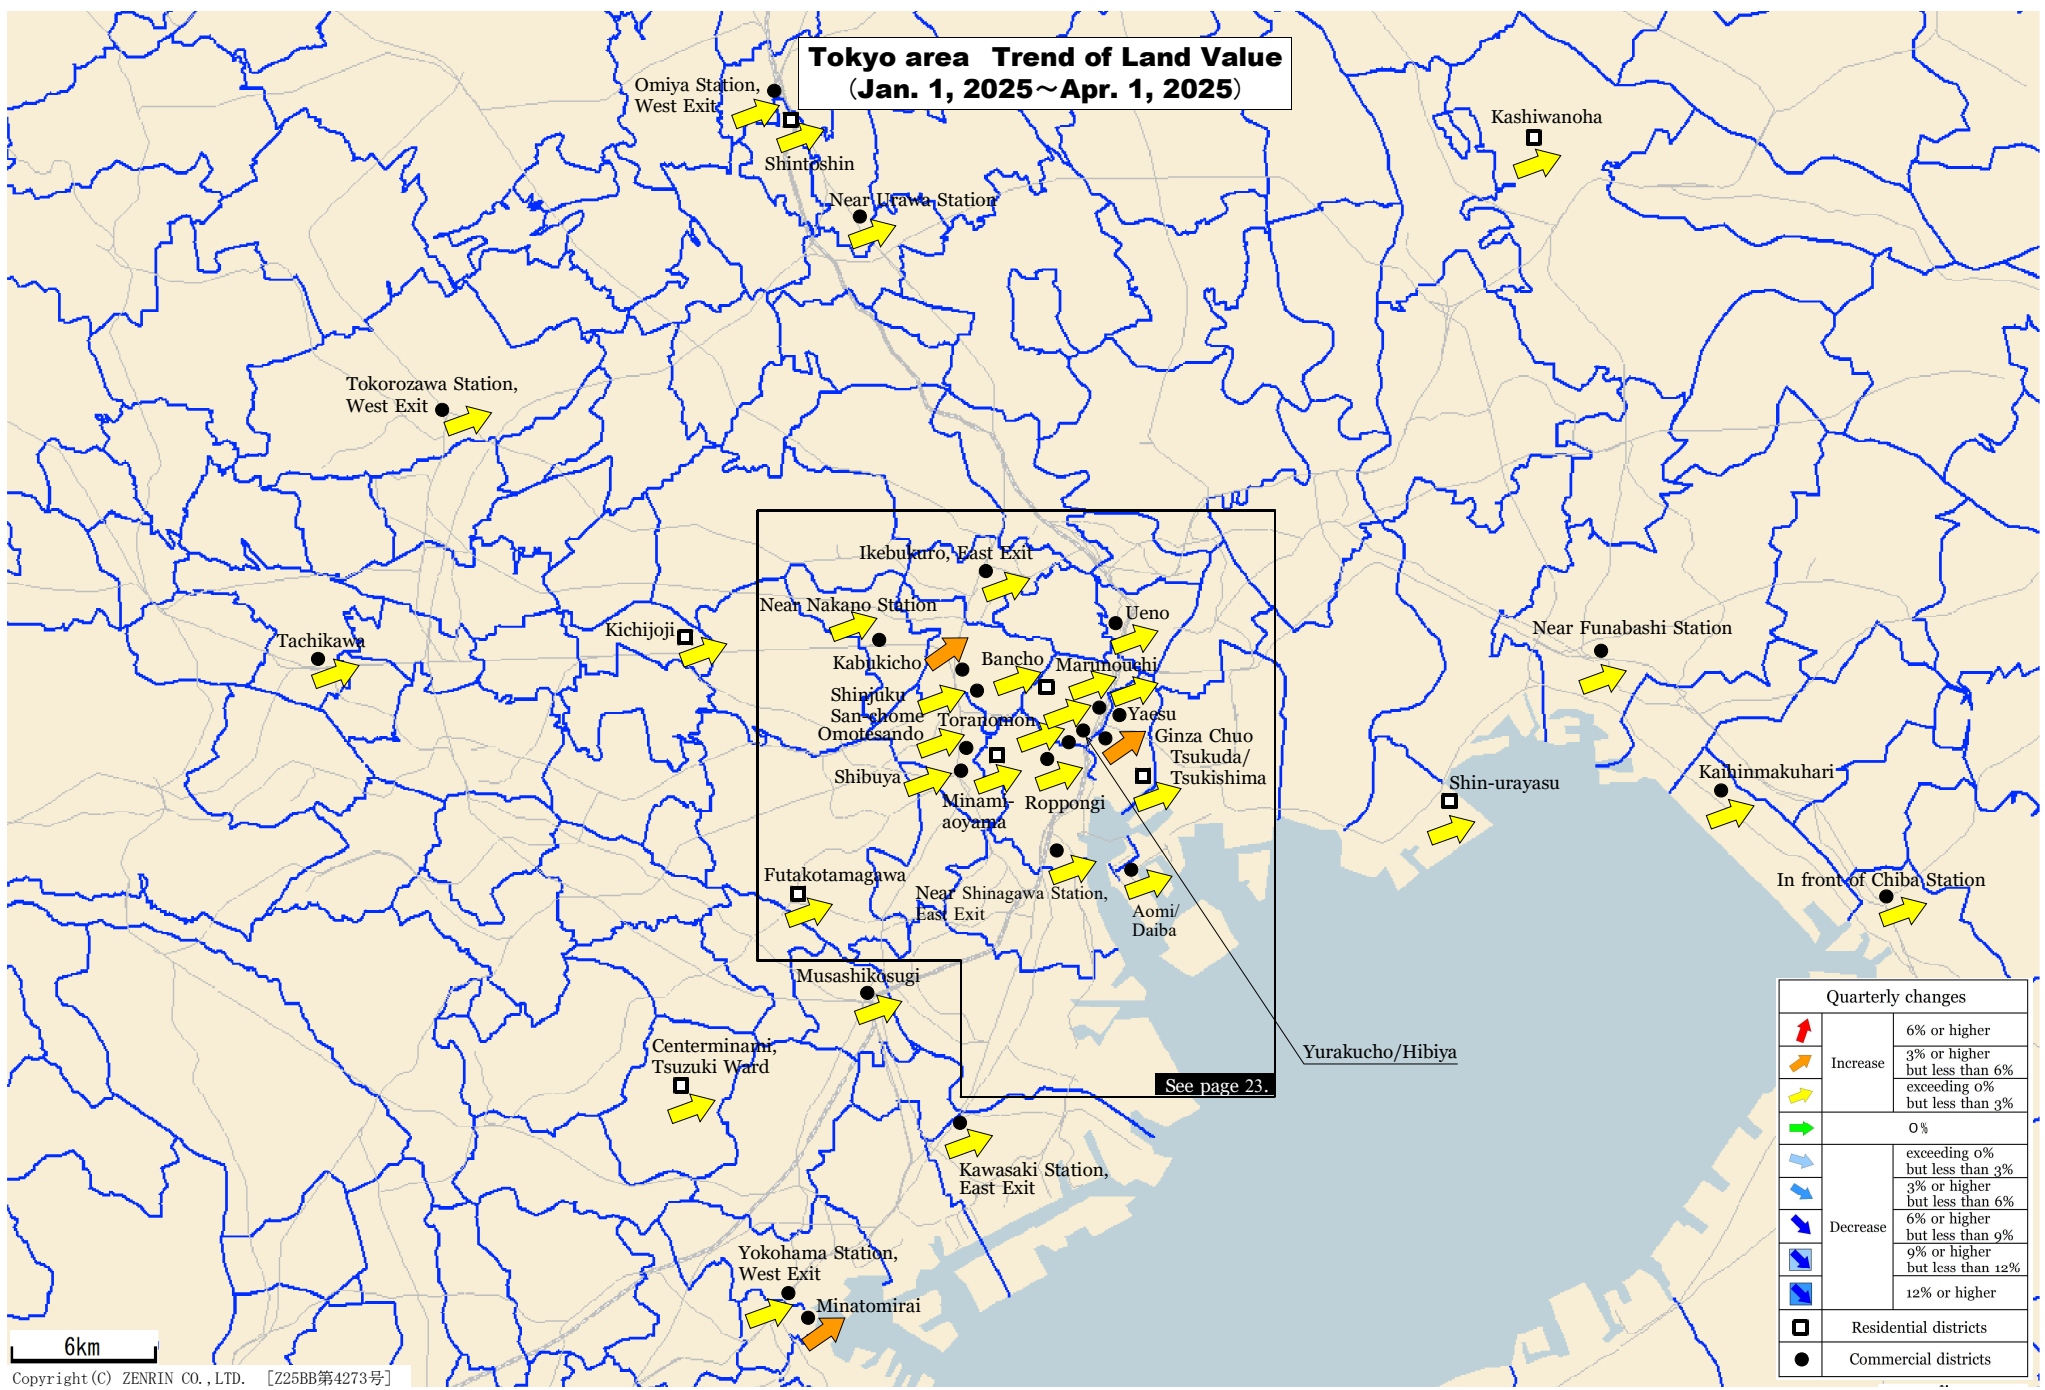 Tokyo area Trend of Land Value
（Jan. 1, 2025～Apr. 1, 2025）
Omiya Station,
West Exit
Shintoshin
Near Urawa Station
Kashiwanoha
Tokorozawa Station,
West Exit
Ikebukuro, East Exit
Near Nakano Station
Ueno
Kichijoji
Tachikawa
Near Funabashi Station
Kabukicho
Bancho
Marunouchi
Shinjuku
San-chome
Toranomon
Yaesu
Omotesando
Ginza Chuo
Tsukuda/
Tsukishima
Shibuya
Minami-
aoyama
Roppongi
Shin-urayasu
Kaihinmakuhari
Futakotamagawa
Near Shinagawa Station,
East Exit
Aomi/
Daiba
In front of Chiba Station
Musashikosugi
Yurakucho/Hibiya
Centerminami,
Tsuzuki Ward
See page 23.
Kawasaki Station,
East Exit
Yokohama Station,
West Exit
Minatomirai
Quarterly changes
Increase
6% or higher
3% or higher
but less than 6%
exceeding 0%
but less than 3%
0%
Decrease
exceeding 0%
but less than 3%
3% or higher
but less than 6%
6% or higher
but less than 9%
9% or higher
but less than 12%
12% or higher
Residential districts
Commercial districts
6km
Copyright(C) ZENRIN CO.,LTD. [Z25BB第4273号]